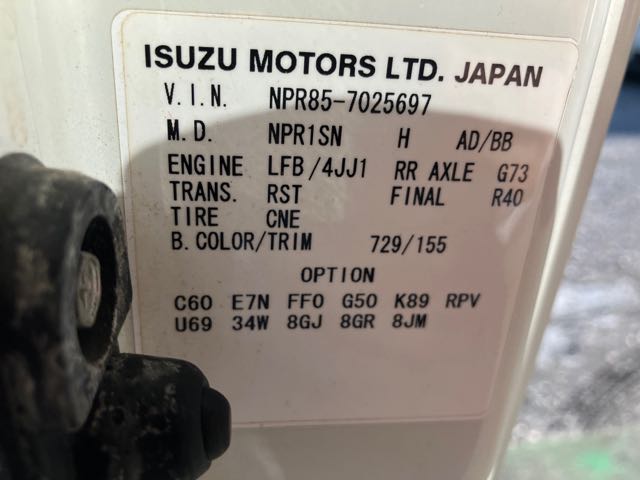 ISUZU MOTORS LTD. JAPAN
V.I.N. NPR85-7025697
M.D. NPR1SN H AD/BB
ENGINE LFB/4JJ1 RR AXLE G73
TRANS. RST FINAL R40
TIRE CNE
B.COLOR/TRIM 729/155
OPTION
C60 E7N FF0 G50 K89 RPV
U69 34W 8GJ 8GR 8JM